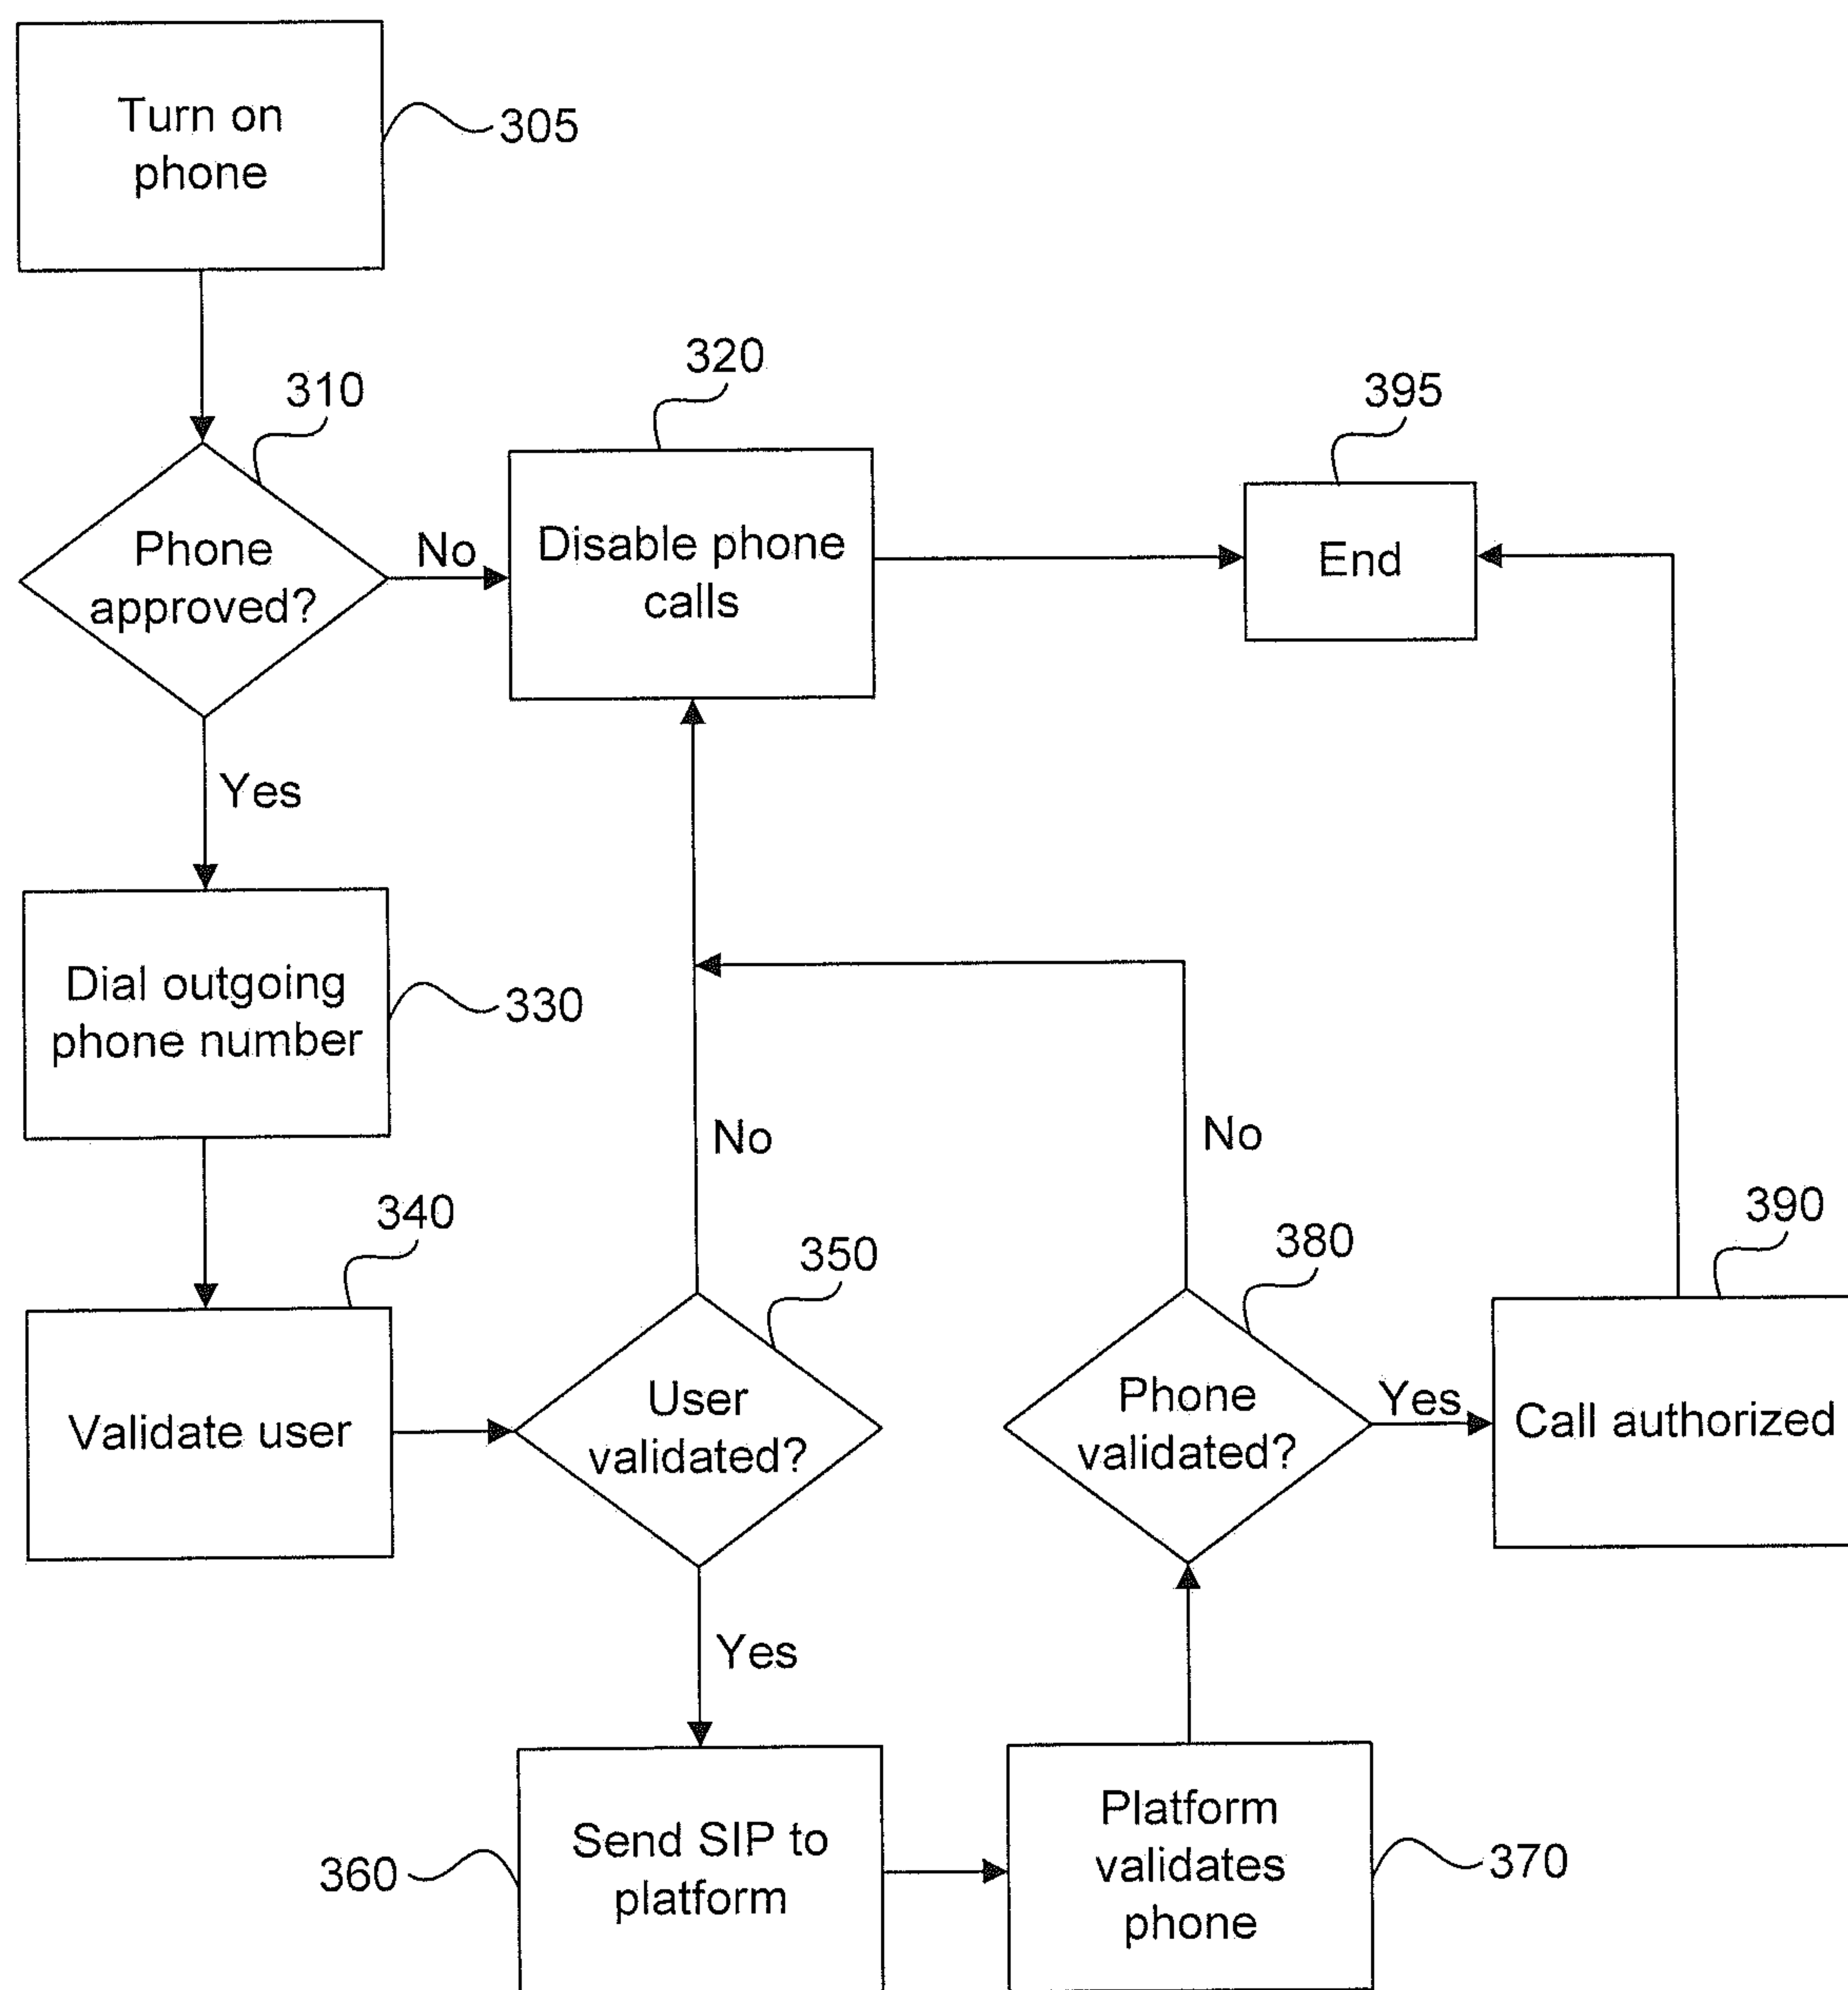 Turn on
phone
305
310
Phone
approved?
No
320
Disable phone
calls
395
End
Yes
Dial outgoing
phone number
330
340
Validate user
350
User
validated?
No
Yes
360
Send SIP to
platform
Platform
validates
phone
370
380
Phone
validated?
No
Yes
390
Call authorized